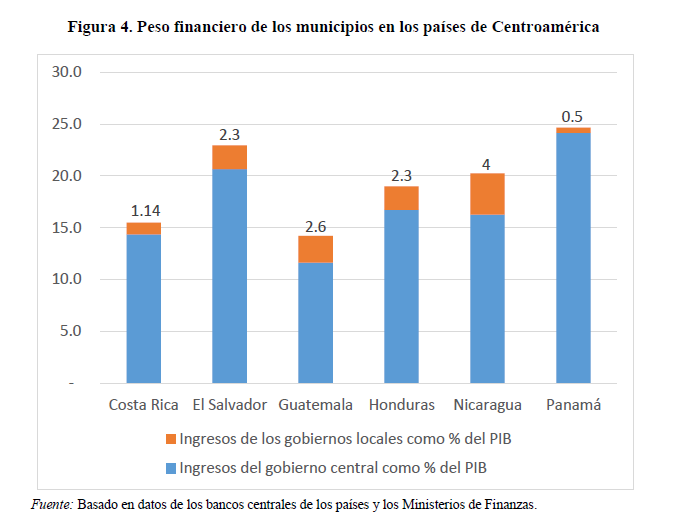 Figura 4. Peso financiero de los municipios en los países de Centroamérica
30.0
25.0
20.0
15.0
10.0
5.0
-
1.14
2.3
2.6
2.3
4
0.5
Costa Rica El Salvador Guatemala Honduras Nicaragua Panamá
Ingresos de los gobiernos locales como % del PIB
Ingresos del gobierno central como % del PIB
Fuente: Basado en datos de los bancos centrales de los países y los Ministerios de Finanzas.